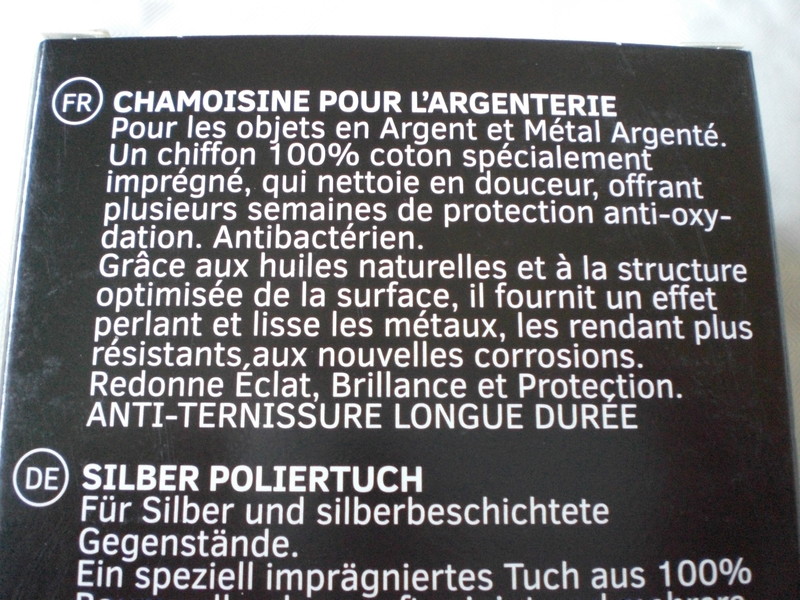 FR CHAMOISINE POUR L'ARGENTERIE
Pour les objets en Argent et Métal Argenté.
Un chiffon 100% coton spécialement
imprégné, qui nettoie en douceur, offrant
plusieurs semaines de protection anti-oxy-
dation. Antibactérien.
Grâce aux huiles naturelles et à la structure
optimisée de la surface, il fournit un effet
perlant et lisse les métaux, les rendant plus
résistants aux nouvelles corrosions.
Redonne Éclat, Brillance et Protection.
ANTI-TERNISSURE LONGUE DURÉE
DE SILBER POLIERTUCH
Für Silber und silberbeschichtete
Gegenstände.
Ein speziell imprägniertes Tuch aus 100%